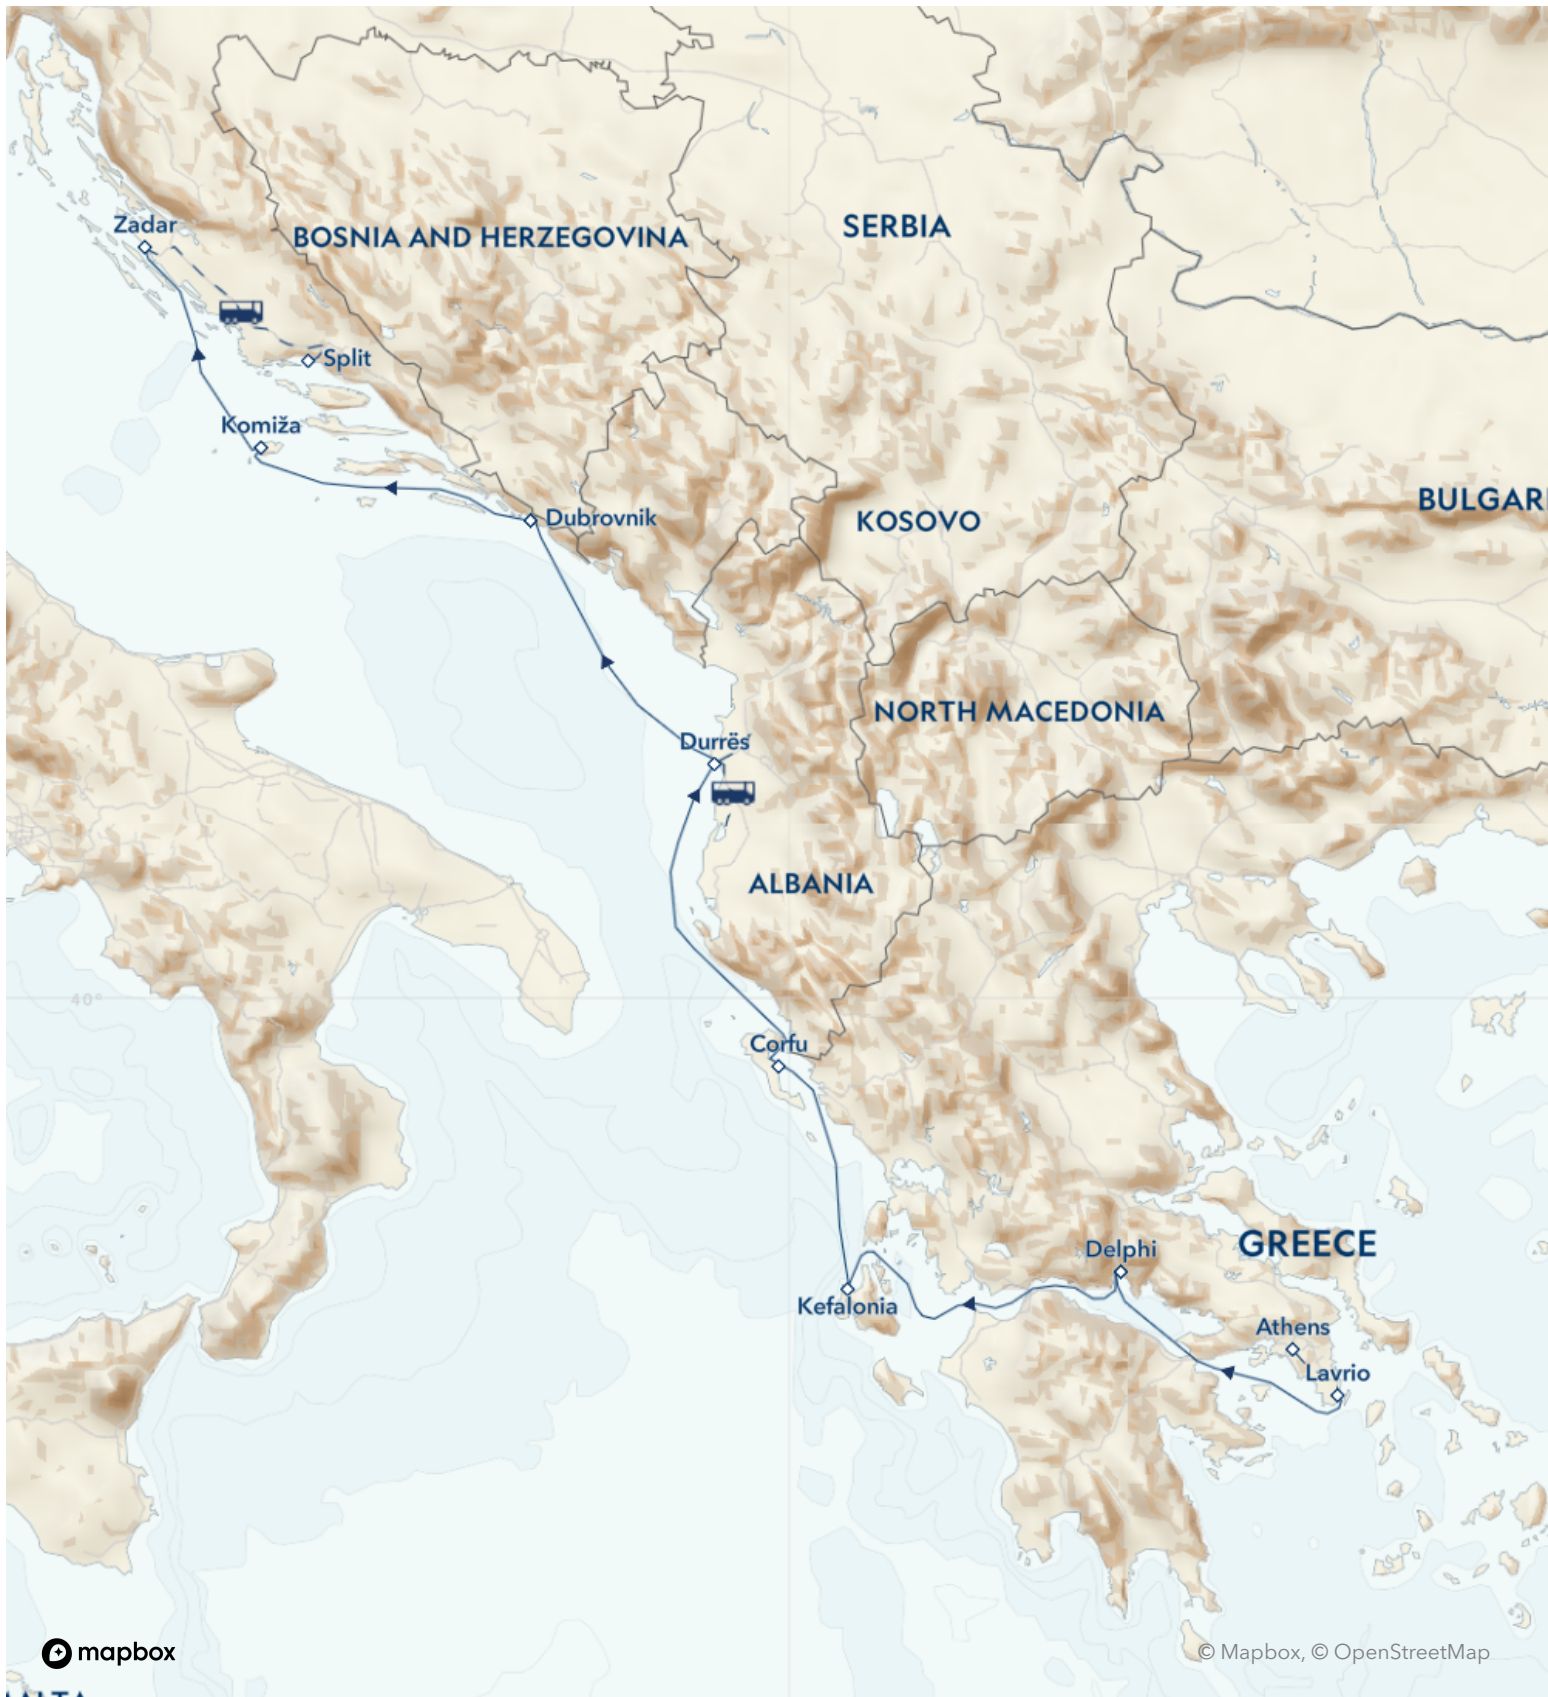 Zadar
BOSNIA AND HERZEGOVINA
SERBIA
Split
Komiža
BULGARI
Dubrovnik
KOSOVO
NORTH MACEDONIA
Durrës
ALBANIA
40°
Corfu
Delphi
GREECE
Kefalonia
Athens
Lavrio
mapbox
© Mapbox, © OpenStreetMap